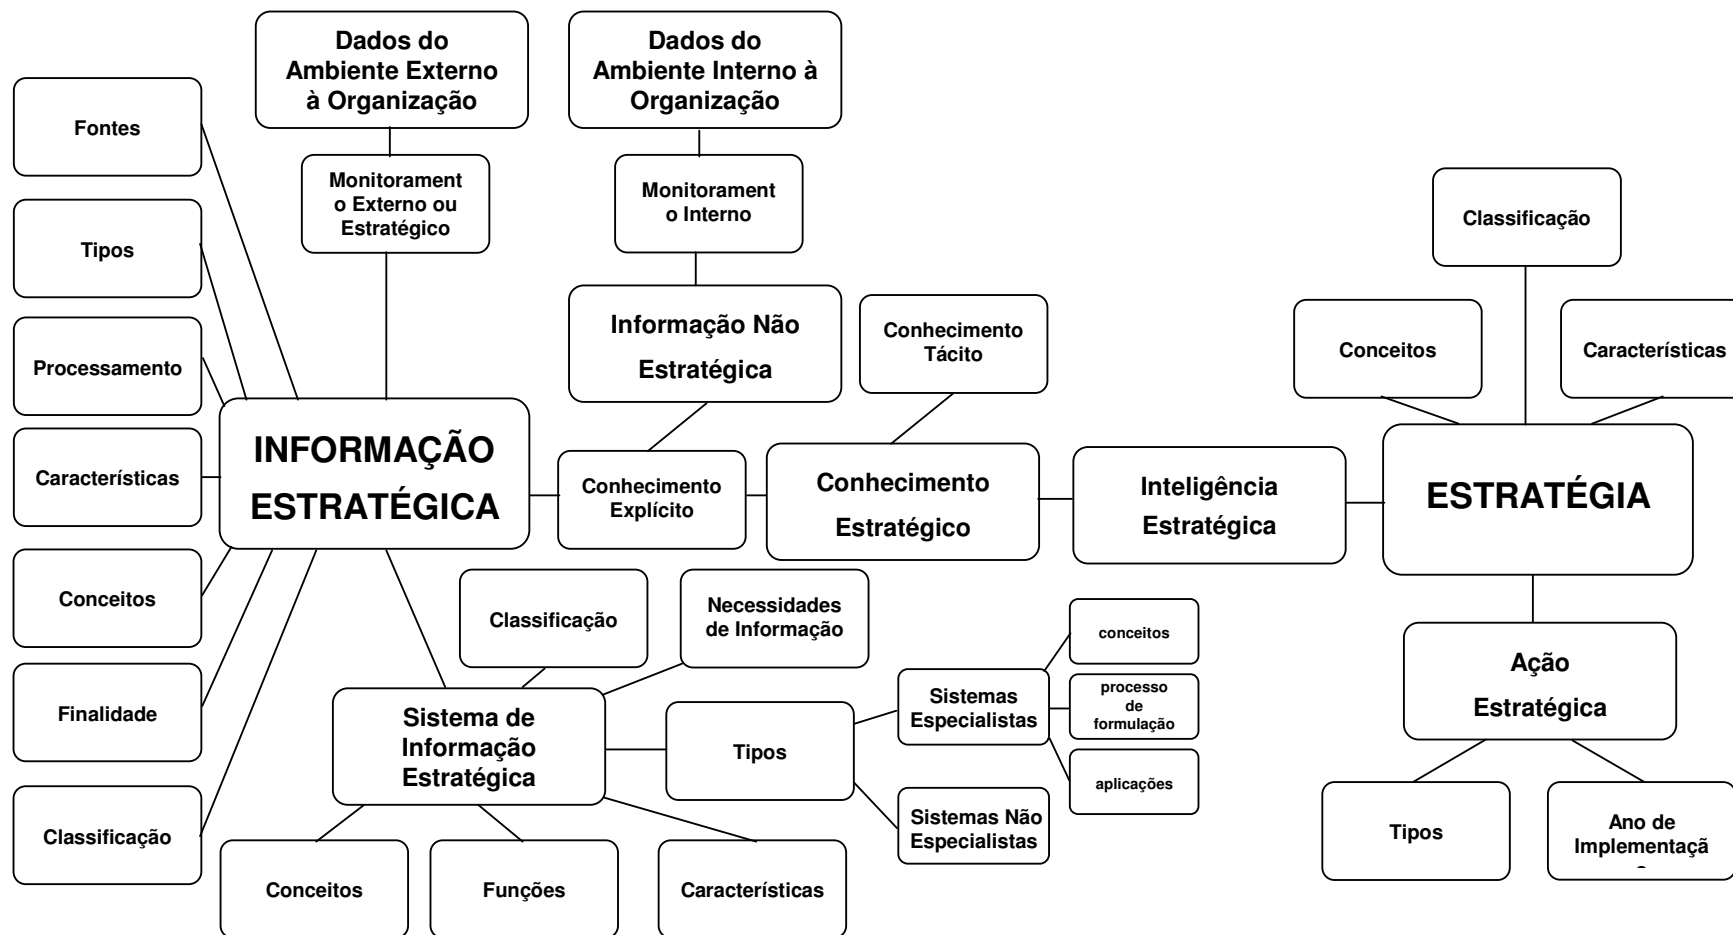 Dados do
Ambiente Externo
à Organização
Dados do
Ambiente Interno à
Organização
Fontes
Monitorament
o Externo ou
Estratégico
Monitorament
o Interno
Classificação
Tipos
Informação Não
Estratégica
Conhecimento
Tácito
Conceitos
Características
Processamento
INFORMAÇÃO
ESTRATÉGICA
Características
Conhecimento
Explícito
Conhecimento
Estratégico
Inteligência
Estratégica
ESTRATÉGIA
Conceitos
Classificação
Necessidades
de Informação
conceitos
Ação
Estratégica
Finalidade
Sistema de
Informação
Estratégica
Tipos
Sistemas
Especialistas
processo
de
formulação
aplicações
Sistemas Não
Especialistas
Classificação
Tipos
Ano de
Implementaçã
Conceitos
Funções
Características